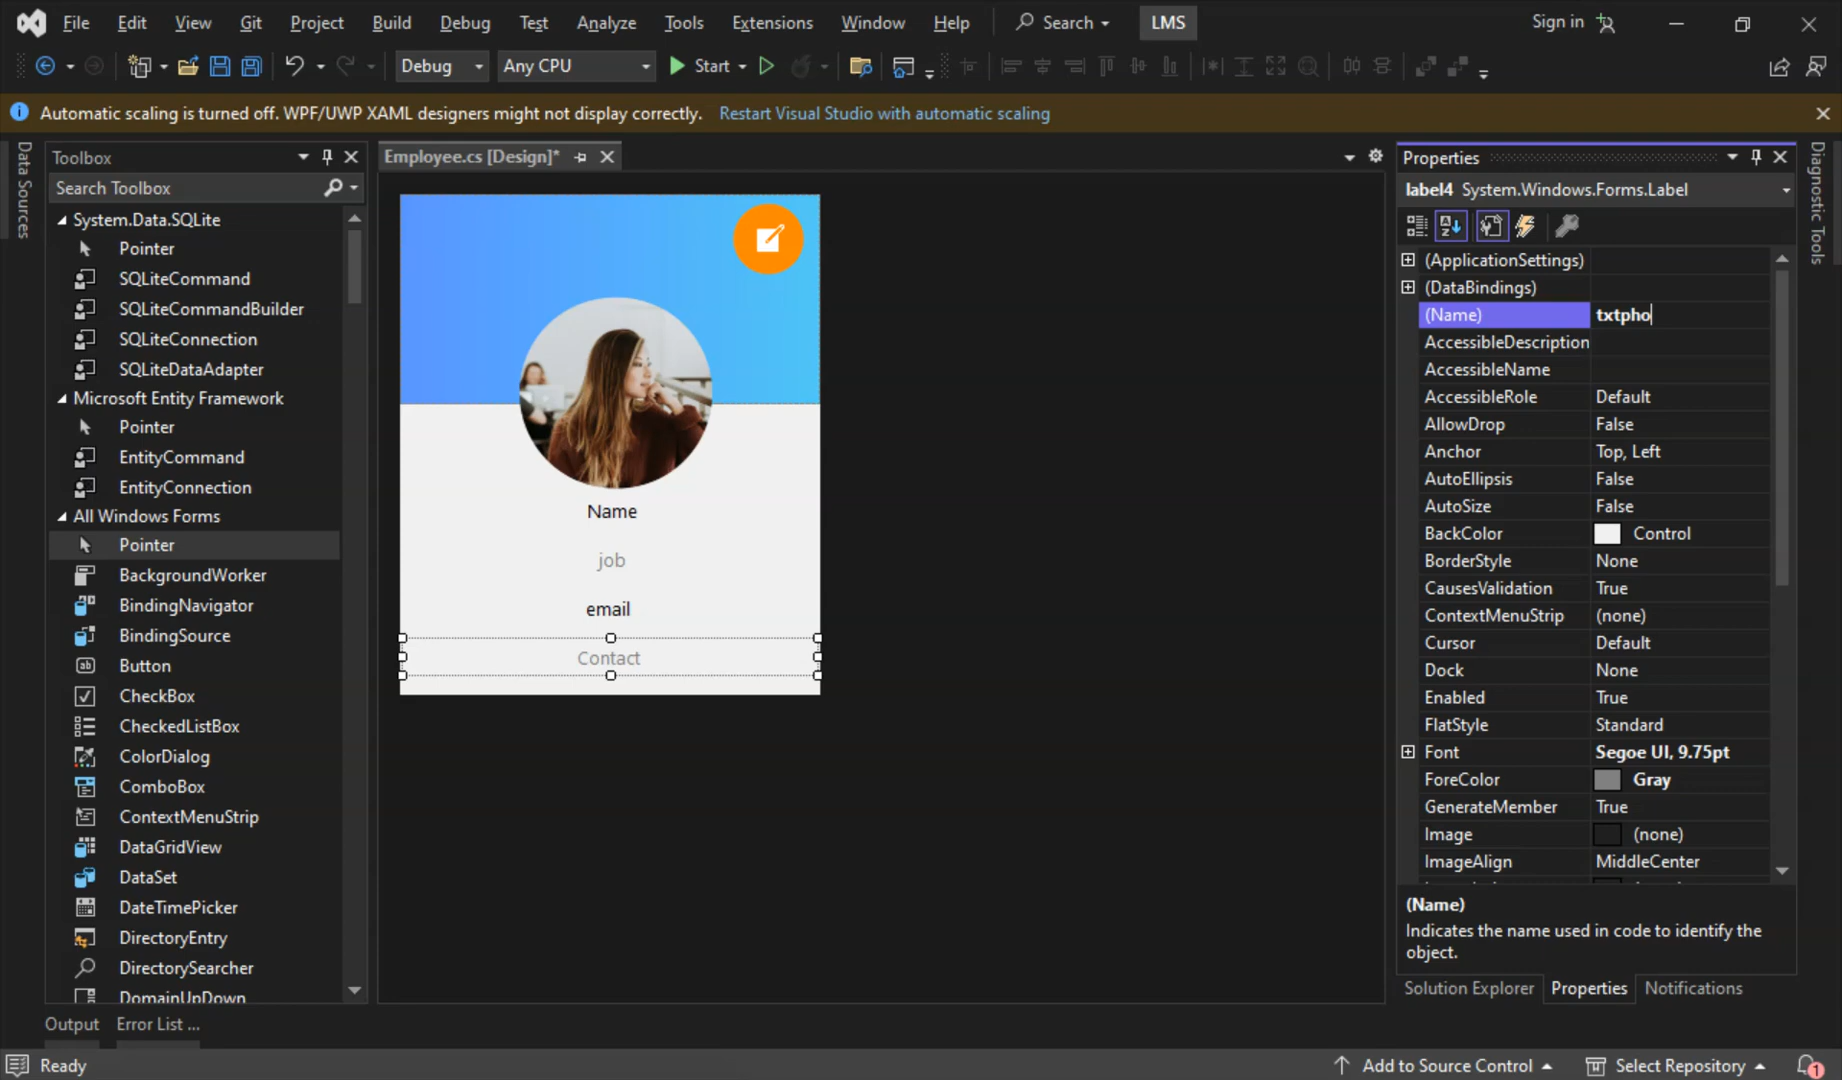 File Edit View Git Project Build Debug Test Analyze Tools Extensions Window Help Search LMS Sign in
Debug Any CPU Start
Automatic scaling is turned off. WPF/UWP XAML designers might not display correctly. Restart Visual Studio with automatic scaling
Data Sources
Toolbox
Search Toolbox
System.Data.SQLite
Pointer
SQLiteCommand
SQLiteCommandBuilder
SQLiteConnection
SQLiteDataAdapter
Microsoft Entity Framework
Pointer
EntityCommand
EntityConnection
All Windows Forms
Pointer
BackgroundWorker
BindingNavigator
BindingSource
Button
CheckBox
CheckedListBox
ColorDialog
ComboBox
ContextMenuStrip
DataGridView
DataSet
DateTimePicker
DirectoryEntry
DirectorySearcher
DomainUpDown
Employee.cs [Design]*
Name
job
email
Contact
Properties
label4 System.Windows.Forms.Label
(ApplicationSettings)
(DataBindings)
(Name) txtpho
AccessibleDescription
AccessibleName
AccessibleRole Default
AllowDrop False
Anchor Top, Left
AutoEllipsis False
AutoSize False
BackColor Control
BorderStyle None
CausesValidation True
ContextMenuStrip (none)
Cursor Default
Dock None
Enabled True
FlatStyle Standard
Font Segoe UI, 9.75pt
ForeColor Gray
GenerateMember True
Image (none)
ImageAlign MiddleCenter
(Name)
Indicates the name used in code to identify the
object.
Solution Explorer Properties Notifications
Diagnostic Tools
Output Error List ...
Ready Add to Source Control Select Repository 1